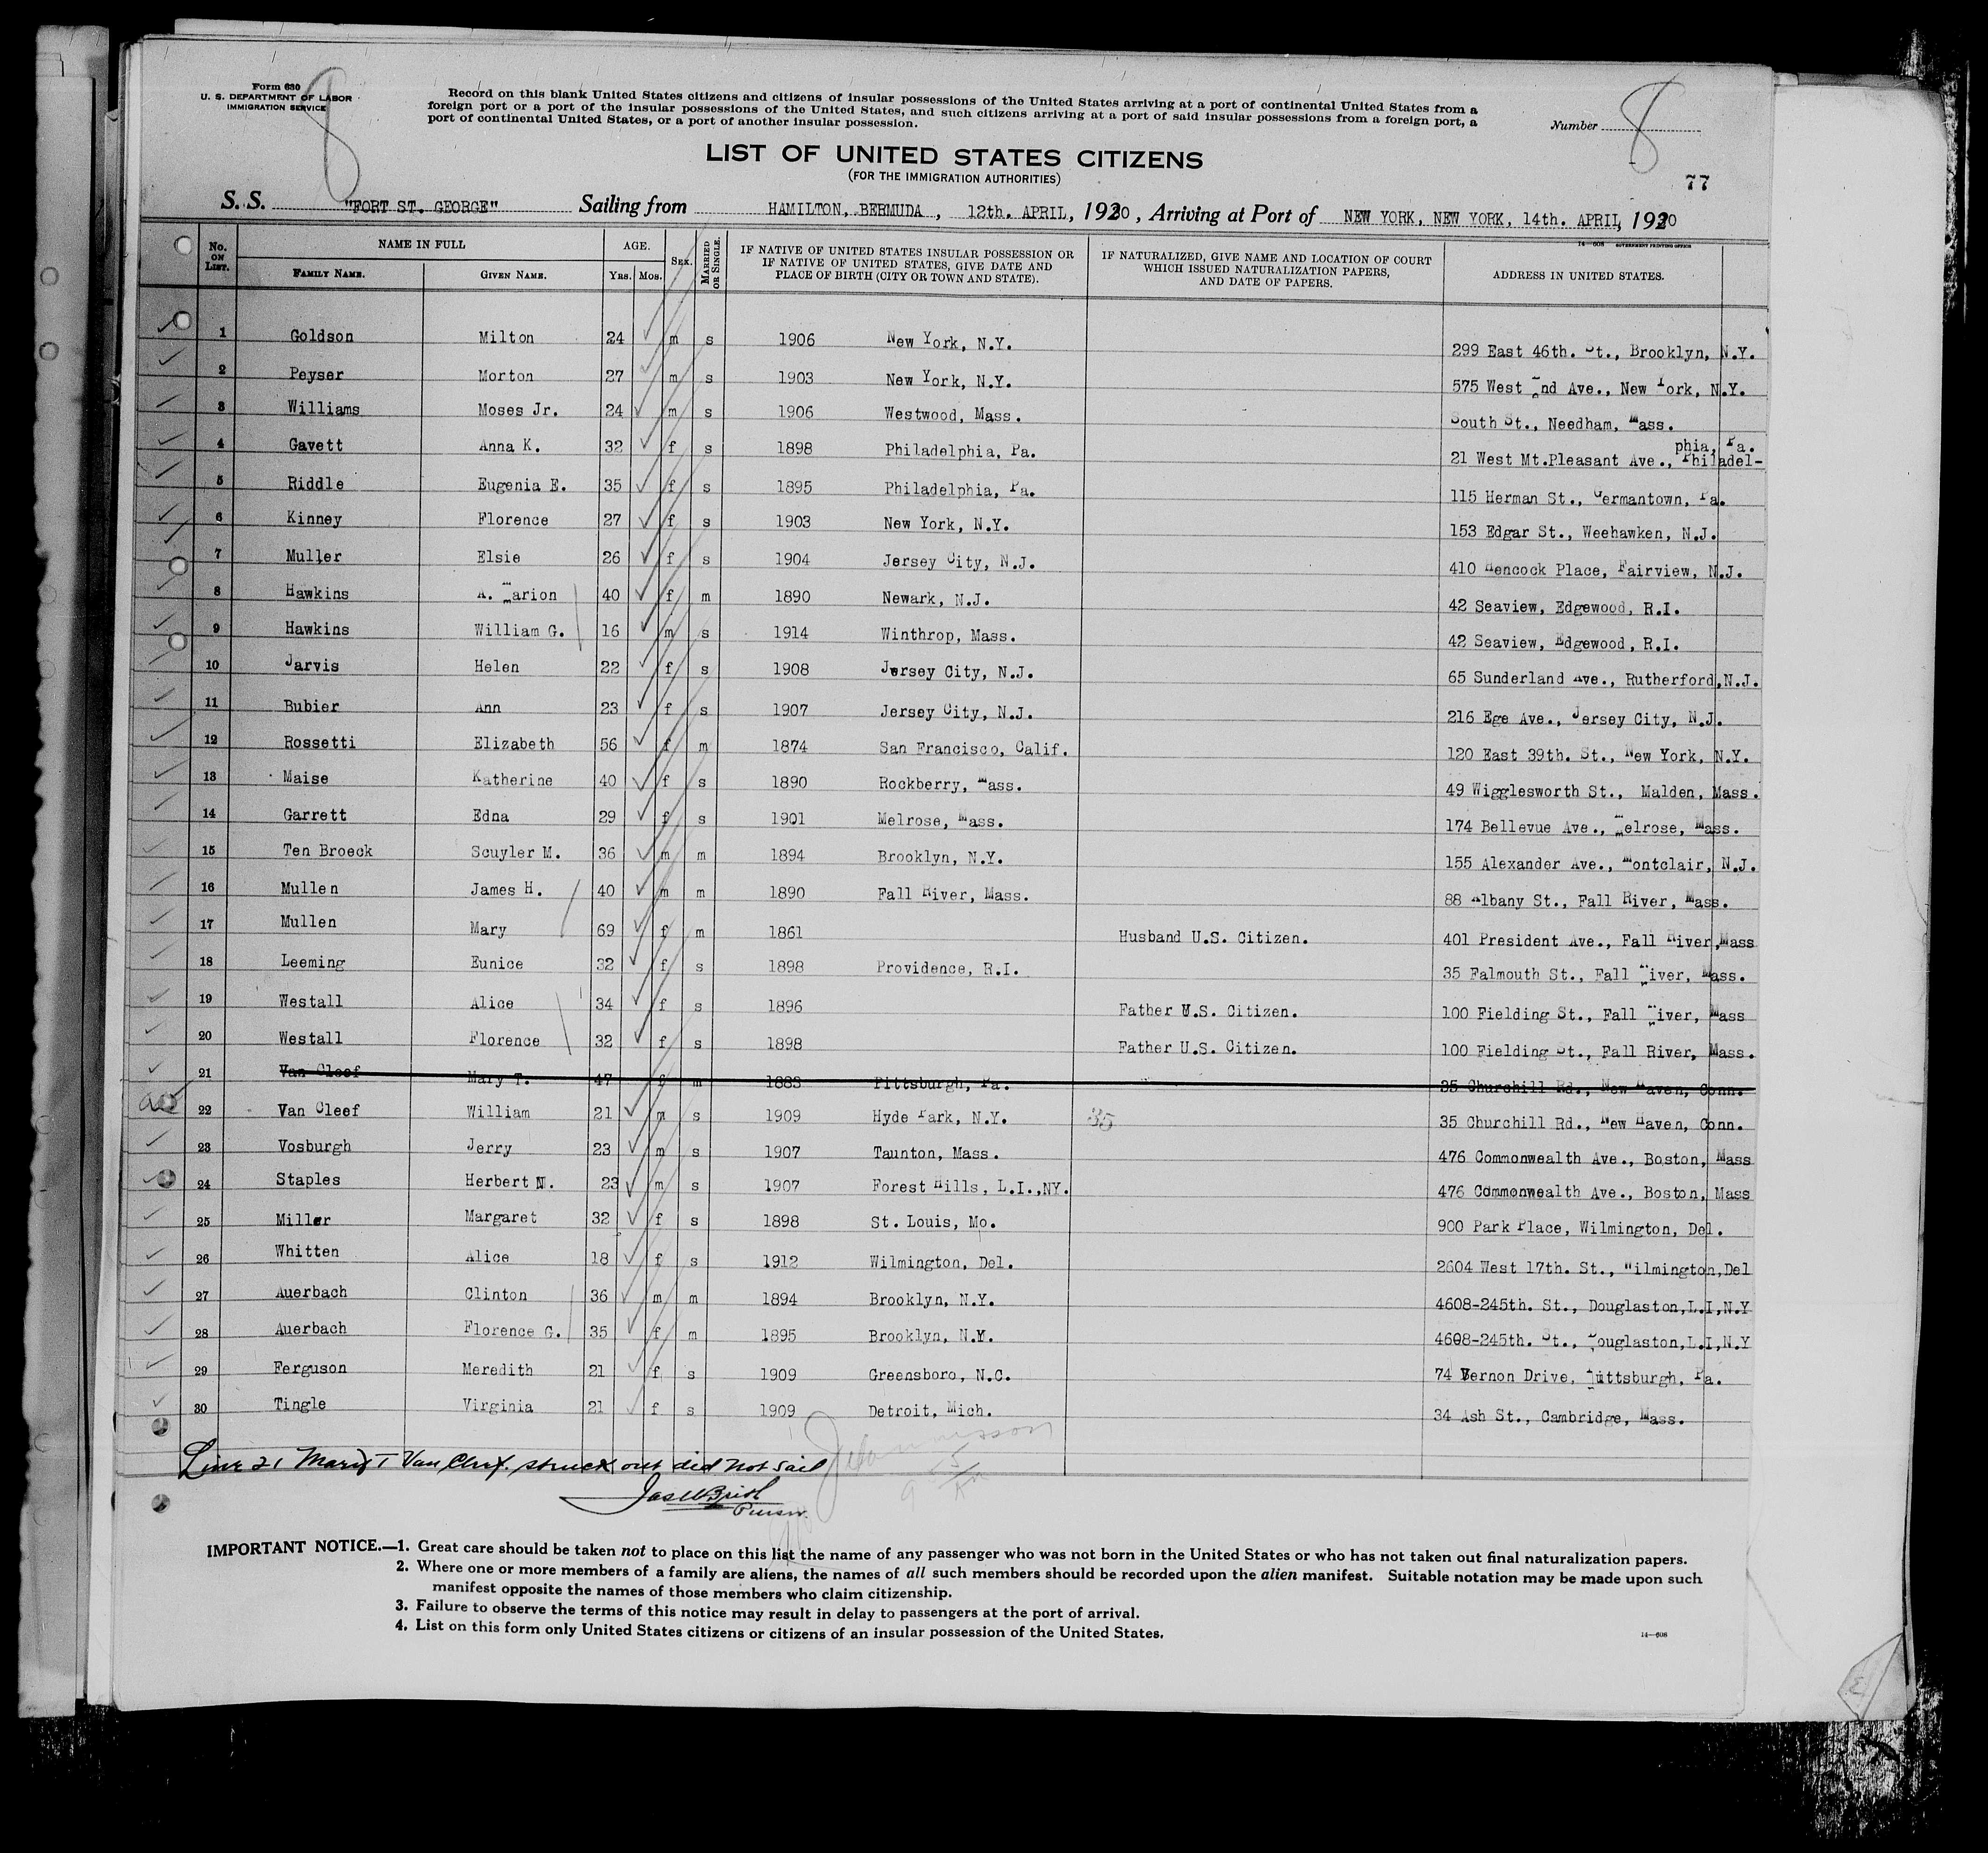 Form 630
U. S. DEPARTMENT OF LABOR
IMMIGRATION SERVICE
8
Record on this blank United States citizens and citizens of insular possessions of the United States arriving at a port of continental United States from a
foreign port or a port of the insular possessions of the United States, and such citizens arriving at a port of said insular possessions from a foreign port, a
port of continental United States, or a port of another insular possession.
Number 8
LIST OF UNITED STATES CITIZENS
(FOR THE IMMIGRATION AUTHORITIES)
77
S. S. "FORT ST. GEORGE" Sailing from HAMILTON, BERMUDA, 12th. APRIL, 1930, Arriving at Port of NEW YORK, NEW YORK, 14th. APRIL, 1930
14—608 GOVERNMENT PRINTING OFFICE
No. ON LIST. NAME IN FULL FAMILY NAME. GIVEN NAME. AGE. Yrs. Mos. SEX. MARRIED OR SINGLE. IF NATIVE OF UNITED STATES INSULAR POSSESSION OR IF NATIVE OF UNITED STATES, GIVE DATE AND PLACE OF BIRTH (CITY OR TOWN AND STATE). IF NATURALIZED, GIVE NAME AND LOCATION OF COURT WHICH ISSUED NATURALIZATION PAPERS, AND DATE OF PAPERS. ADDRESS IN UNITED STATES.
1 Goldson Milton 24 m s 1906 New York, N.Y. 299 East 46th. St., Brooklyn, N.Y.
2 Peyser Morton 27 m s 1903 New York, N.Y. 575 West End Ave., New York, N.Y.
3 Williams Moses Jr. 24 m s 1906 Westwood, Mass. South St., Needham, Mass.
4 Gavett Anna K. 32 f s 1898 Philadelphia, Pa. 21 West Mt.Pleasant Ave., Philadel-phia, Pa.
5 Riddle Eugenia E. 35 f s 1895 Philadelphia, Pa. 115 Herman St., Germantown, Pa.
6 Kinney Florence 27 f s 1903 New York, N.Y. 153 Edgar St., Weehawken, N.J.
7 Muller Elsie 26 f s 1904 Jersey City, N.J. 410 Hencock Place, Fairview, N.J.
8 Hawkins A. Marion 40 f m 1890 Newark, N.J. 42 Seaview, Edgewood, R.I.
9 Hawkins William G. 16 m s 1914 Winthrop, Mass. 42 Seaview, Edgewood, R.I.
10 Jarvis Helen 22 f s 1908 Jersey City, N.J. 65 Sunderland Ave., Rutherford, N.J.
11 Bubier Ann 23 f s 1907 Jersey City, N.J. 216 Ege Ave., Jersey City, N.J.
12 Rossetti Elizabeth 56 f m 1874 San Francisco, Calif. 120 East 39th. St., New York, N.Y.
13 Maise Katherine 40 f s 1890 Rockberry, Mass. 49 Wigglesworth St., Malden, Mass.
14 Garrett Edna 29 f s 1901 Melrose, Mass. 174 Bellevue Ave., Melrose, Mass.
15 Ten Broeck Scuyler M. 36 m m 1894 Brooklyn, N.Y. 155 Alexander Ave., Montclair, N.J.
16 Mullen James H. 40 m m 1890 Fall River, Mass. 88 Albany St., Fall River, Mass.
17 Mullen Mary 69 f m 1861 Husband U.S. Citizen. 401 President Ave., Fall River, Mass
18 Leeming Eunice 32 f s 1898 Providence, R.I. 35 Falmouth St., Fall River, Mass.
19 Westall Alice 34 f s 1896 Father U.S. Citizen. 100 Fielding St., Fall River, Mass
20 Westall Florence 32 f s 1898 Father U.S. Citizen. 100 Fielding St., Fall River, Mass.
21 Van Cleef Mary T. 47 f m 1883 Pittsburgh, Pa. 35 Churchill Rd., New Haven, Conn.
22 Van Cleef William 21 m s 1909 Hyde Park, N.Y. 35 35 Churchill Rd., New Haven, Conn.
23 Vosburgh Jerry 23 m s 1907 Taunton, Mass. 476 Commonwealth Ave., Boston, Mass
24 Staples Herbert N. 23 m s 1907 Forest Hills, L.I.,NY. 476 Commonwealth Ave., Boston, Mass
25 Miller Margaret 32 f s 1898 St. Louis, Mo. 900 Park Place, Wilmington, Del.
26 Whitten Alice 18 f s 1912 Wilmington, Del. 2604 West 17th. St., Wilmington,Del
27 Auerbach Clinton 36 m m 1894 Brooklyn, N.Y. 4608-245th. St., Douglaston,L.I,N.Y
28 Auerbach Florence G. 35 f m 1895 Brooklyn, N.Y. 4608-245th. St., Douglaston,L.I,N.Y
29 Ferguson Meredith 21 f s 1909 Greensboro, N.C. 74 Vernon Drive, Pittsburgh, Pa.
30 Tingle Virginia 21 f s 1909 Detroit, Mich. 34 Ash St., Cambridge, Mass.
Line 21 Mary T Van Cleef. struck out did not sail
Purser.
IMPORTANT NOTICE.—1. Great care should be taken not to place on this list the name of any passenger who was not born in the United States or who has not taken out final naturalization papers.
2. Where one or more members of a family are aliens, the names of all such members should be recorded upon the alien manifest. Suitable notation may be made upon such
manifest opposite the names of those members who claim citizenship.
3. Failure to observe the terms of this notice may result in delay to passengers at the port of arrival.
4. List on this form only United States citizens or citizens of an insular possession of the United States.
14—608